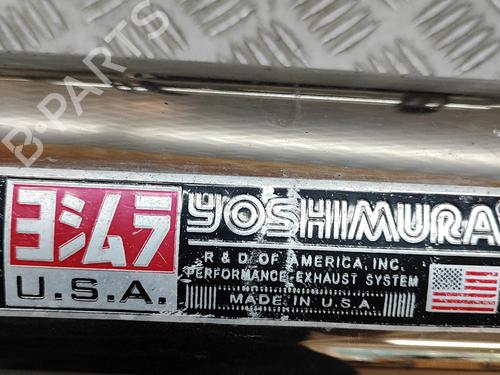 ヨシムラ
U.S.A.
YOSHIMURA
R & D OF AMERICA, INC.
PERFORMANCE EXHAUST SYSTEM
MADE IN U.S.A.
B-PARTS